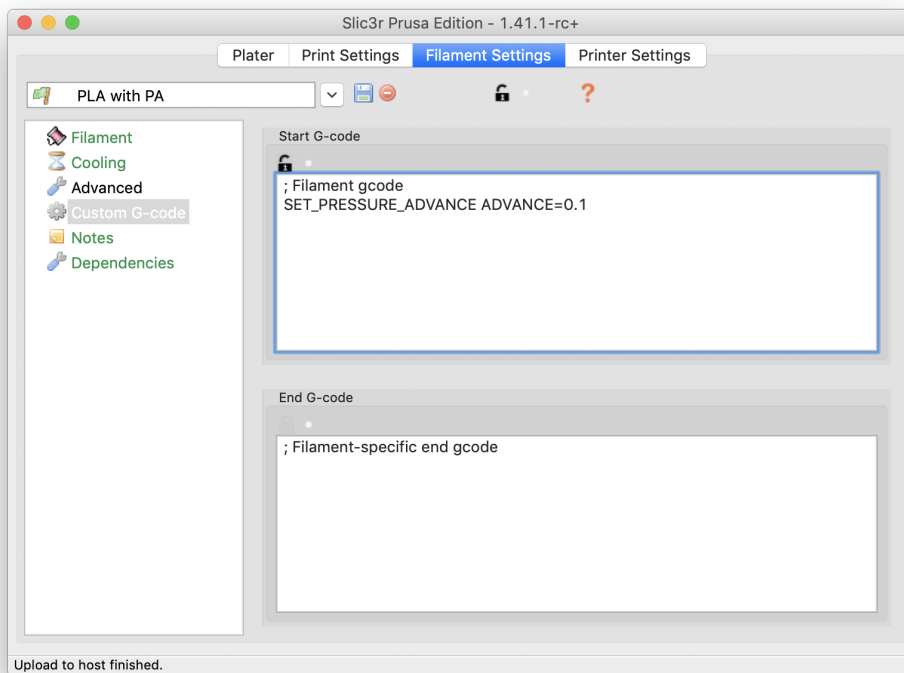 Slic3r Prusa Edition - 1.41.1-rc+
Plater Print Settings Filament Settings Printer Settings
PLA with PA
?
Filament
Cooling
Advanced
Custom G-code
Notes
Dependencies
Start G-code
; Filament gcode
SET_PRESSURE_ADVANCE ADVANCE=0.1
End G-code
; Filament-specific end gcode
Upload to host finished.